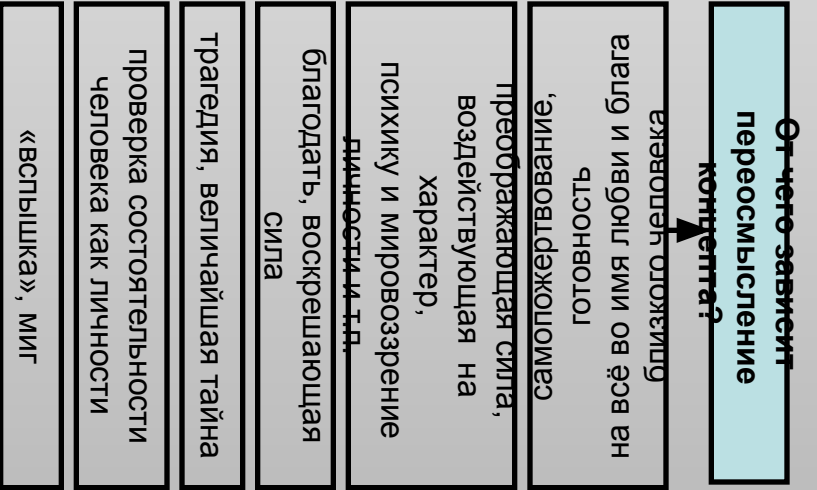 От чего зависит
переосмысление
концепта?
самопожертвование,
готовность
на всё во имя любви и блага
близкого человека
преображающая сила,
воздействующая на
характер,
психику и мировоззрение
личности и т.п.
благодать, воскрешающая
сила
трагедия, величайшая тайна
проверка состоятельности
человека как личности
«вспышка», миг